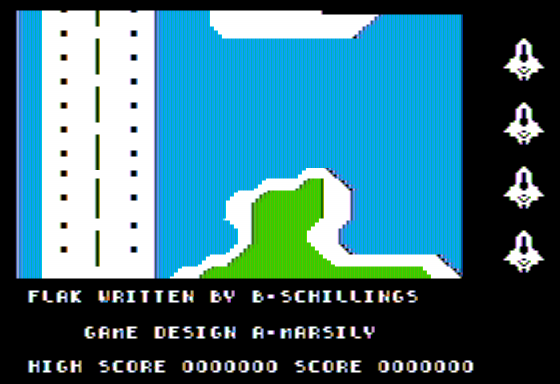 FLAK WRITTEN BY B.SCHILLINGS
GAmE DESIGN A.mARSILY
HIGH SCORE 0000000 SCORE 0000000